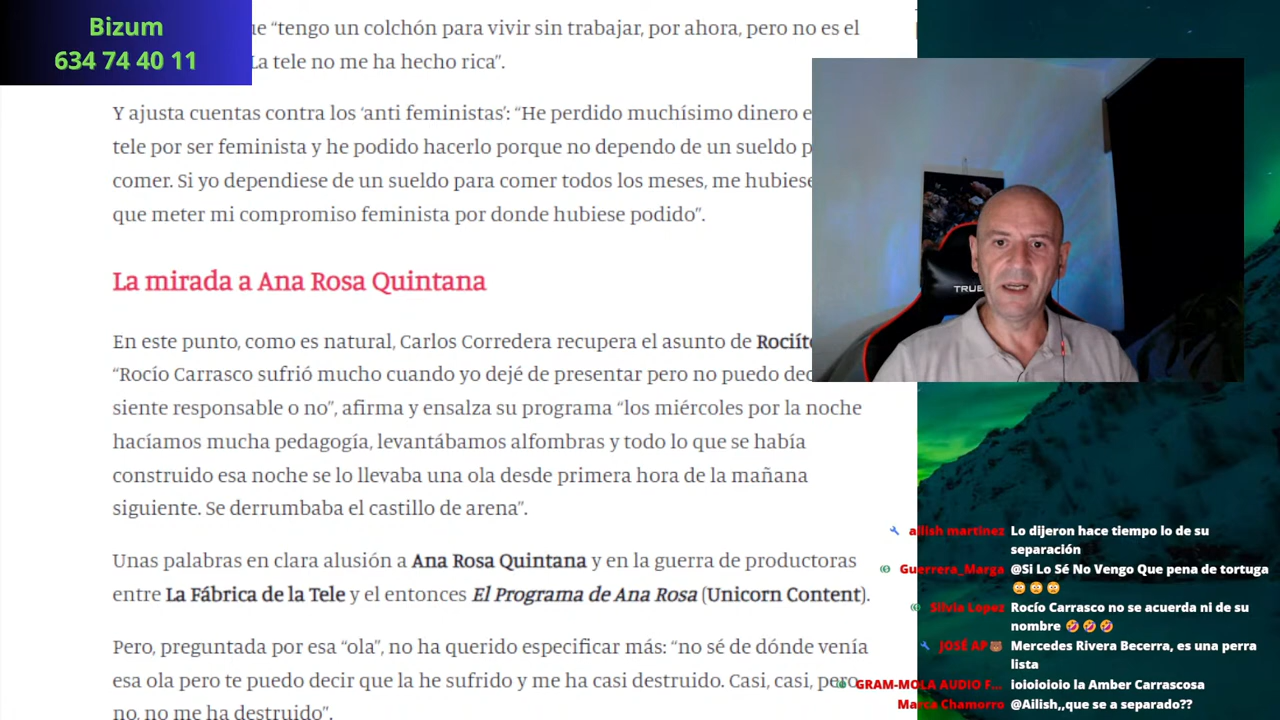 Bizum
634 74 40 11
“tengo un colchón para vivir sin trabajar, por ahora, pero no es el
La tele no me ha hecho rica”.
Y ajusta cuentas contra los ‘anti feministas’: “He perdido muchísimo dinero
tele por ser feminista y he podido hacerlo porque no dependo de un sueldo
comer. Si yo dependiese de un sueldo para comer todos los meses, me hubiese
que meter mi compromiso feminista por donde hubiese podido”.
TRUE
La mirada a Ana Rosa Quintana
En este punto, como es natural, Carlos Corredera recupera el asunto de
“Rocío Carrasco sufrió mucho cuando yo dejé de presentar pero no puedo
siente responsable o no”, afirma y ensalza su programa “los miércoles por la noche
hacíamos mucha pedagogía, levantábamos alfombras y todo lo que se había
construido esa noche se lo llevaba una ola desde primera hora de la mañana
siguiente. Se derrumbaba el castillo de arena”.
Unas palabras en clara alusión a Ana Rosa Quintana y en la guerra de productoras
entre La Fábrica de la Tele y el entonces El Programa de Ana Rosa (Unicorn Content).
Pero, preguntada por esa “ola”, no ha querido especificar más: “no sé de dónde venía
esa ola pero te puedo decir que la he sufrido y me ha casi destruido. Casi, casi, pero
no, no me ha destruido”.
ailish martinez Lo dijeron hace tiempo lo de su
separación
Guerrera_Marga @Si Lo Sé No Vengo Que pena de tortuga
😳😳😳
Silvia Lopez Rocío Carrasco no se acuerda ni de su
nombre 🤣🤣🤣
JOSÉ AP🐻 Mercedes Rivera Becerra, es una perra
lista
GRAM-MOLA AUDIO F... ioioioioio la Amber Carrascosa
Marca Chamorro @Ailish,,que se a separado??